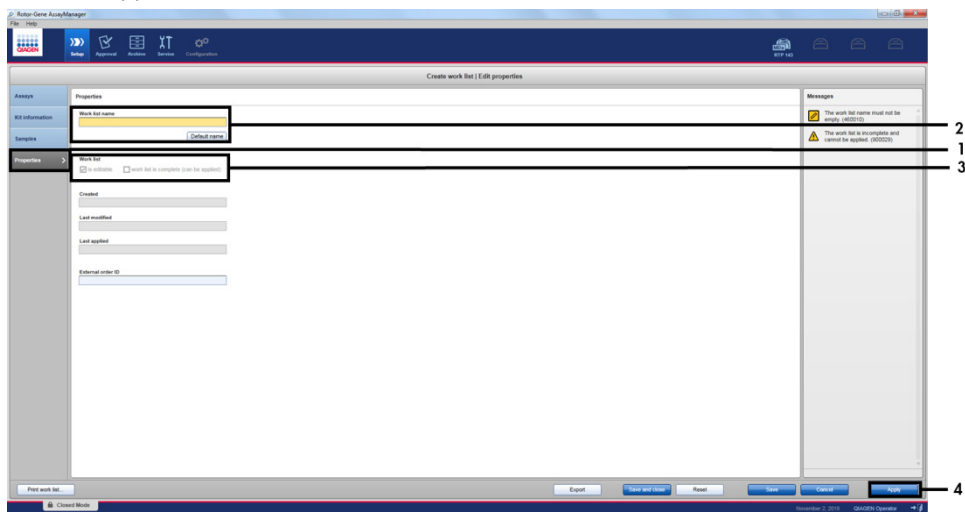 Rotor-Gene AssayManager
File Help
QIAGEN
Setup Approval Archive Service Configuration
RTP 140
Create work list | Edit properties
Assays
Kit information
Samples
Properties
Properties
Work list name
Default name
Work list
is editable work list is complete (can be applied)
Created
Last modified
Last applied
External order ID
Messages
The work list name must not be
empty. (460010)
The work list is incomplete and
cannot be applied. (900029)
2
1
3
Print work list...
Export
Save and close
Reset
Save
Cancel
Apply
4
Closed Mode
November 2, 2016 QIAGEN Operator